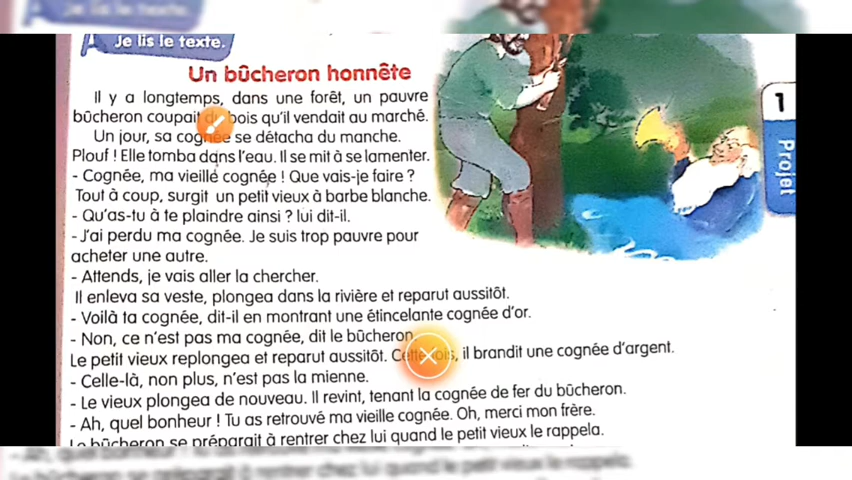 Je lis le texte.
Un bûcheron honnête
Il y a longtemps, dans une forêt, un pauvre
bûcheron coupait du bois qu'il vendait au marché.
Un jour, sa cognée se détacha du manche.
Plouf ! Elle tomba dans l'eau. Il se mit à se lamenter.
- Cognée, ma vieille cognée ! Que vais-je faire ?
Tout à coup, surgit un petit vieux à barbe blanche.
- Qu'as-tu à te plaindre ainsi ? lui dit-il.
- J'ai perdu ma cognée. Je suis trop pauvre pour
acheter une autre.
- Attends, je vais aller la chercher.
Il enleva sa veste, plongea dans la rivière et reparut aussitôt.
- Voilà ta cognée, dit-il en montrant une étincelante cognée d'or.
- Non, ce n'est pas ma cognée, dit le bûcheron.
Le petit vieux replongea et reparut aussitôt. Cette fois, il brandit une cognée d'argent.
- Celle-là, non plus, n'est pas la mienne.
- Le vieux plongea de nouveau. Il revint, tenant la cognée de fer du bûcheron.
- Ah, quel bonheur ! Tu as retrouvé ma vieille cognée. Oh, merci mon frère.
Le bûcheron se préparait à rentrer chez lui quand le petit vieux le rappela.
1
Projet